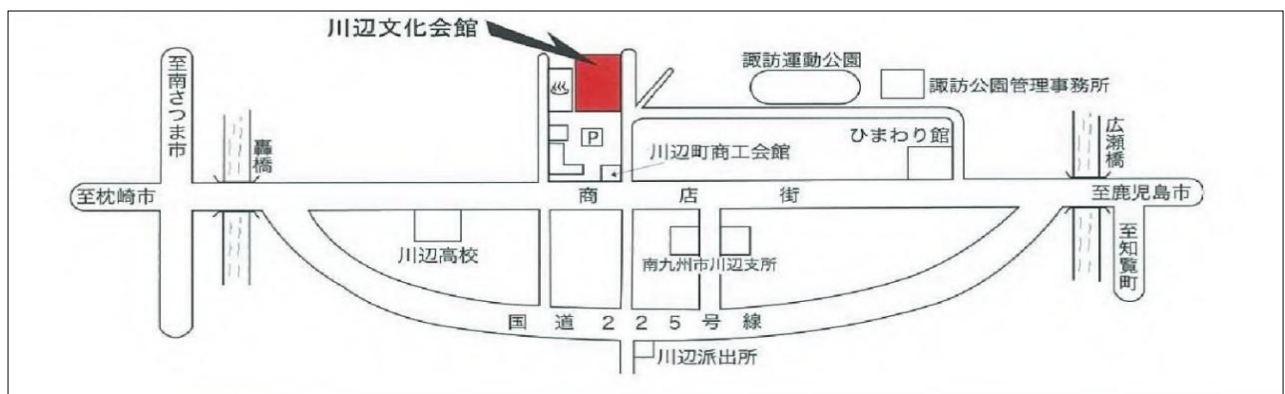 川辺文化会館
至南さつま市
轟橋
諏訪運動公園
諏訪公園管理事務所
広瀬橋
ひまわり館
P
川辺町商工会館
至枕崎市
商店街
至鹿児島市
川辺高校
南九州市川辺支所
至知覧町
国道225号線
川辺派出所